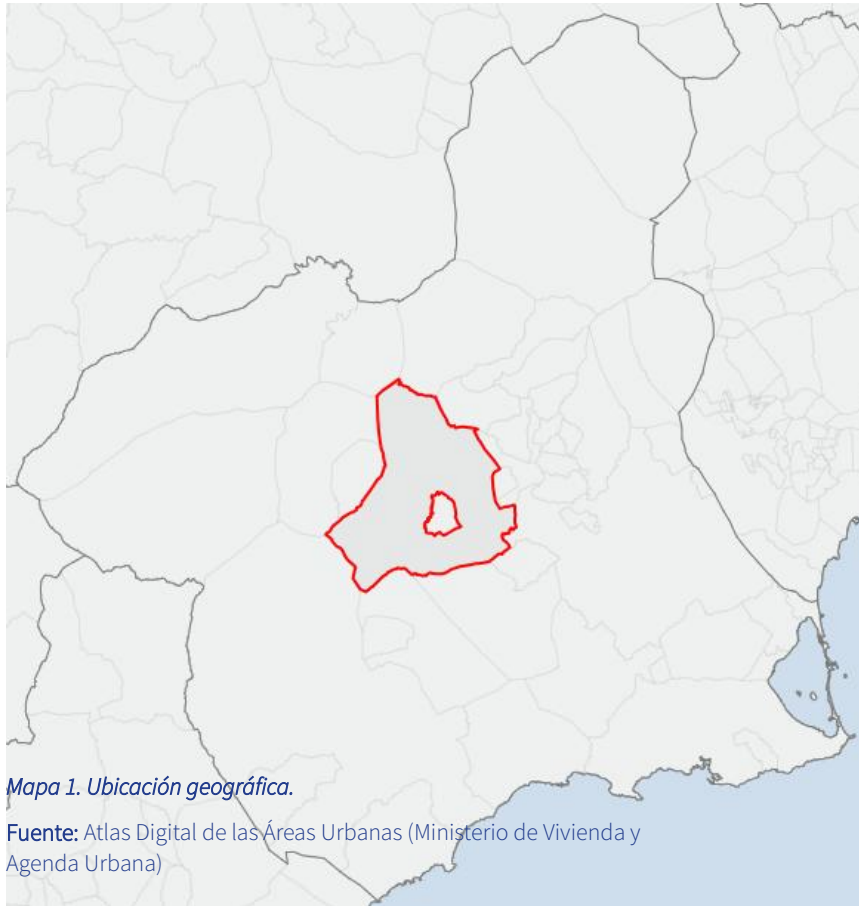 Mapa 1. Ubicación geográfica.
Fuente: Atlas Digital de las Áreas Urbanas (Ministerio de Vivienda y
Agenda Urbana)